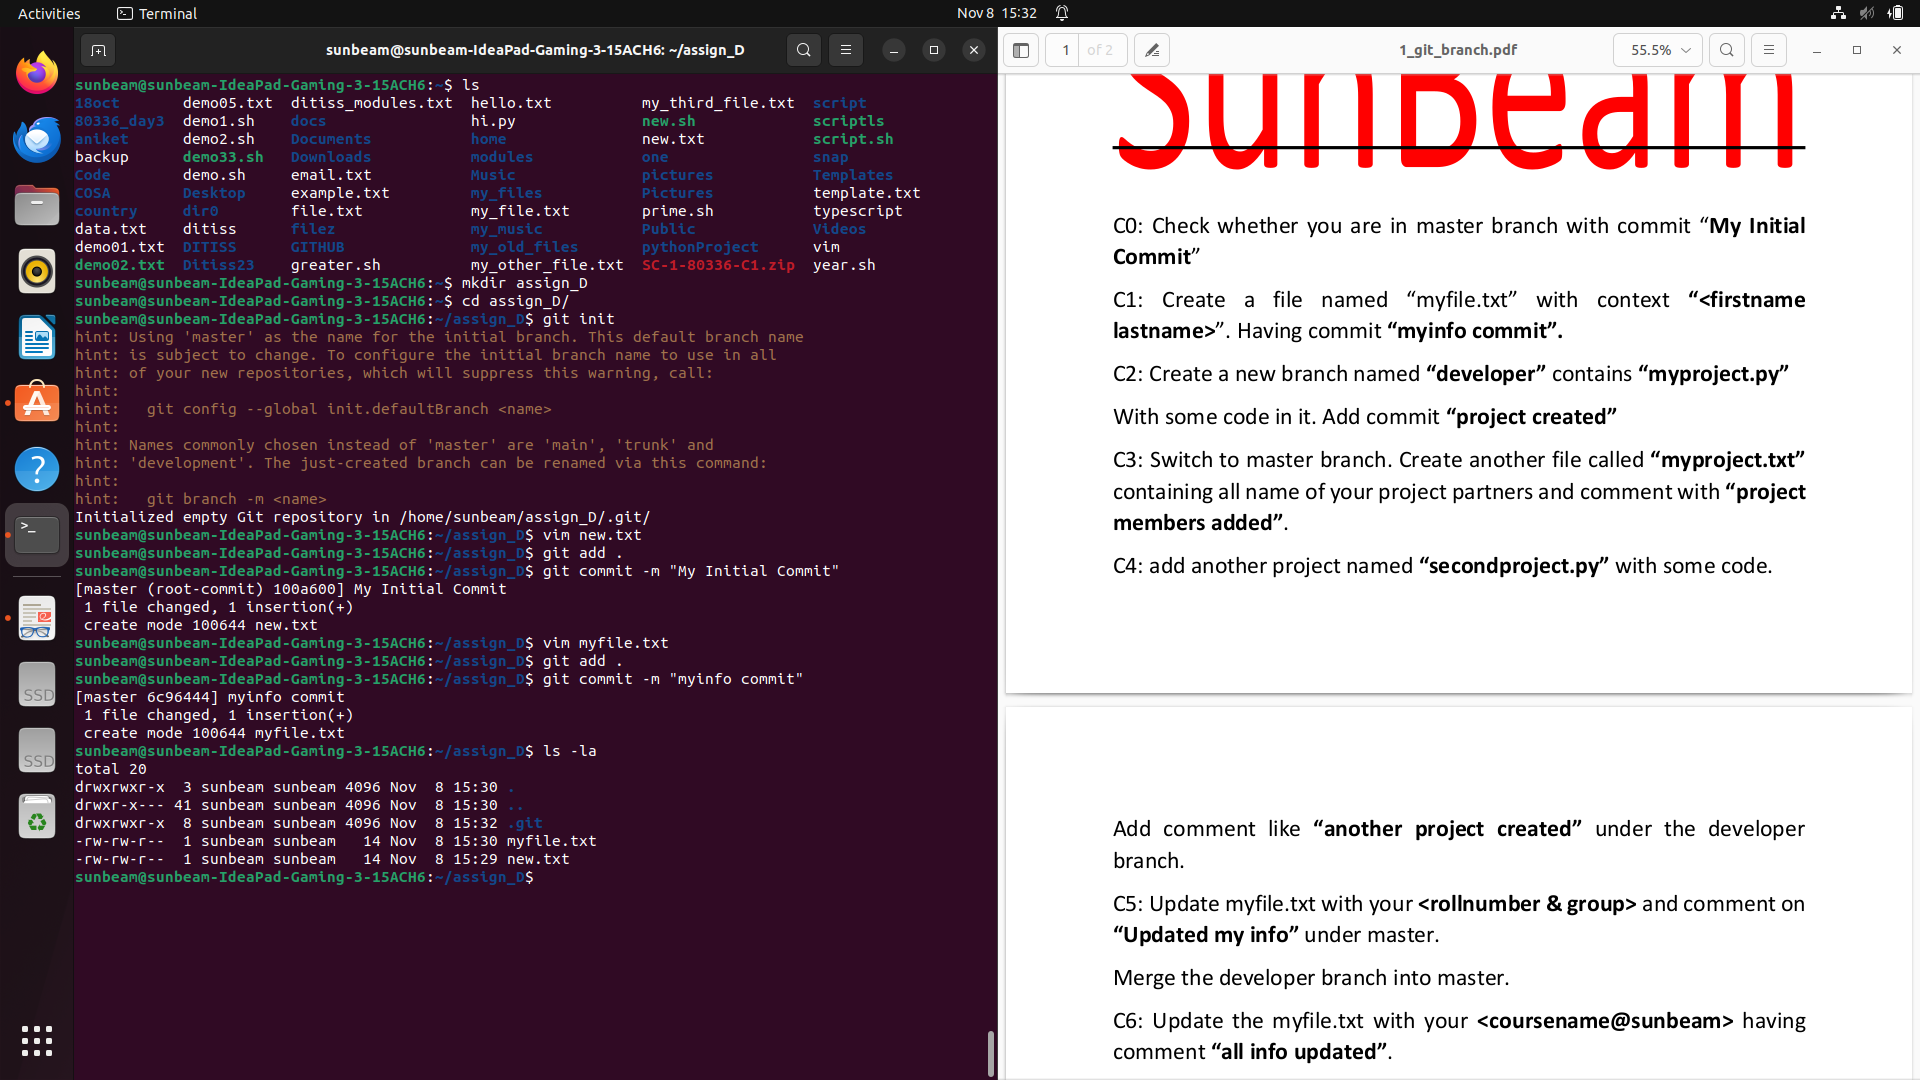 Activities
Terminal
Nov 8 15:32
sunbeam@sunbeam-IdeaPad-Gaming-3-15ACH6: ~/assign_D
sunbeam@sunbeam-IdeaPad-Gaming-3-15ACH6:~$ ls
18oct demo05.txt ditiss_modules.txt hello.txt my_third_file.txt script
80336_day3 demo1.sh docs hi.py new.sh scriptls
aniket demo2.sh Documents home new.txt script.sh
backup demo33.sh Downloads modules one snap
Code demo.sh email.txt Music pictures Templates
COSA Desktop example.txt my_files Pictures template.txt
country dir0 file.txt my_file.txt prime.sh typescript
data.txt ditiss filez my_music Public Videos
demo01.txt DITISS GITHUB my_old_files pythonProject vim
demo02.txt Ditiss23 greater.sh my_other_file.txt SC-1-80336-C1.zip year.sh
sunbeam@sunbeam-IdeaPad-Gaming-3-15ACH6:~$ mkdir assign_D
sunbeam@sunbeam-IdeaPad-Gaming-3-15ACH6:~$ cd assign_D/
sunbeam@sunbeam-IdeaPad-Gaming-3-15ACH6:~/assign_D$ git init
hint: Using 'master' as the name for the initial branch. This default branch name
hint: is subject to change. To configure the initial branch name to use in all
hint: of your new repositories, which will suppress this warning, call:
hint:
hint: git config --global init.defaultBranch <name>
hint:
hint: Names commonly chosen instead of 'master' are 'main', 'trunk' and
hint: 'development'. The just-created branch can be renamed via this command:
hint:
hint: git branch -m <name>
Initialized empty Git repository in /home/sunbeam/assign_D/.git/
sunbeam@sunbeam-IdeaPad-Gaming-3-15ACH6:~/assign_D$ vim new.txt
sunbeam@sunbeam-IdeaPad-Gaming-3-15ACH6:~/assign_D$ git add .
sunbeam@sunbeam-IdeaPad-Gaming-3-15ACH6:~/assign_D$ git commit -m "My Initial Commit"
[master (root-commit) 100a600] My Initial Commit
1 file changed, 1 insertion(+)
create mode 100644 new.txt
sunbeam@sunbeam-IdeaPad-Gaming-3-15ACH6:~/assign_D$ vim myfile.txt
sunbeam@sunbeam-IdeaPad-Gaming-3-15ACH6:~/assign_D$ git add .
sunbeam@sunbeam-IdeaPad-Gaming-3-15ACH6:~/assign_D$ git commit -m "myinfo commit"
[master 6c96444] myinfo commit
1 file changed, 1 insertion(+)
create mode 100644 myfile.txt
sunbeam@sunbeam-IdeaPad-Gaming-3-15ACH6:~/assign_D$ ls -la
total 20
drwxrwxr-x 3 sunbeam sunbeam 4096 Nov 8 15:30 .
drwxr-x--- 41 sunbeam sunbeam 4096 Nov 8 15:30 ..
drwxrwxr-x 8 sunbeam sunbeam 4096 Nov 8 15:32 .git
-rw-rw-r-- 1 sunbeam sunbeam 14 Nov 8 15:30 myfile.txt
-rw-rw-r-- 1 sunbeam sunbeam 14 Nov 8 15:29 new.txt
sunbeam@sunbeam-IdeaPad-Gaming-3-15ACH6:~/assign_D$
SSD
SSD
1 of 2
1_git_branch.pdf
55.5%
SunBeam
C0: Check whether you are in master branch with commit “My Initial
Commit”
C1: Create a file named “myfile.txt” with context “<firstname
lastname>”. Having commit “myinfo commit”.
C2: Create a new branch named “developer” contains “myproject.py”
With some code in it. Add commit “project created”
C3: Switch to master branch. Create another file called “myproject.txt”
containing all name of your project partners and comment with “project
members added”.
C4: add another project named “secondproject.py” with some code.
Add comment like “another project created” under the developer
branch.
C5: Update myfile.txt with your <rollnumber & group> and comment on
“Updated my info” under master.
Merge the developer branch into master.
C6: Update the myfile.txt with your <coursename@sunbeam> having
comment “all info updated”.